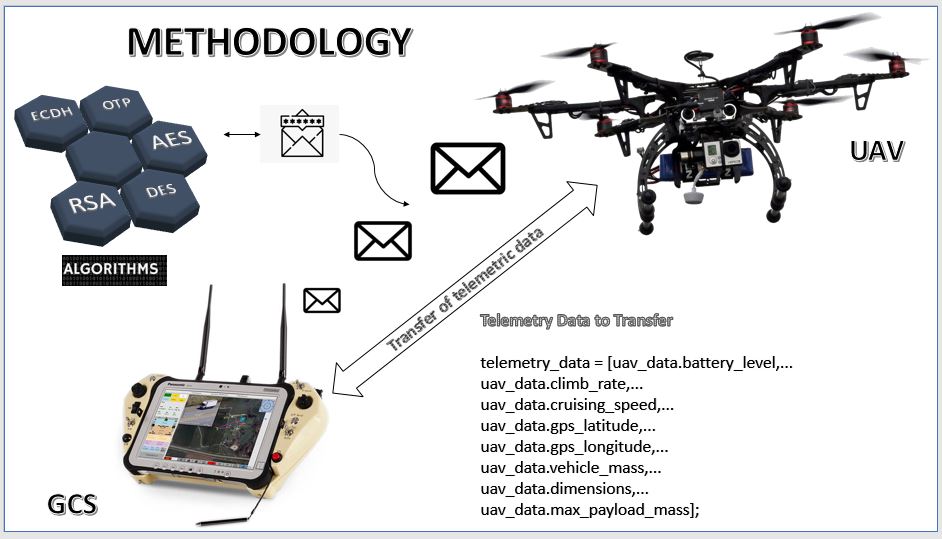 METHODOLOGY
ECDH
OTP
AES
RSA
DES
ALGORITHMS
******
UAV
Transfer of telemetric data
Telemetry Data to Transfer
telemetry_data = [uav_data.battery_level,...
uav_data.climb_rate,...
uav_data.cruising_speed,...
uav_data.gps_latitude,...
uav_data.gps_longitude,...
uav_data.vehicle_mass,...
uav_data.dimensions,...
uav_data.max_payload_mass];
Panasonic
GCS